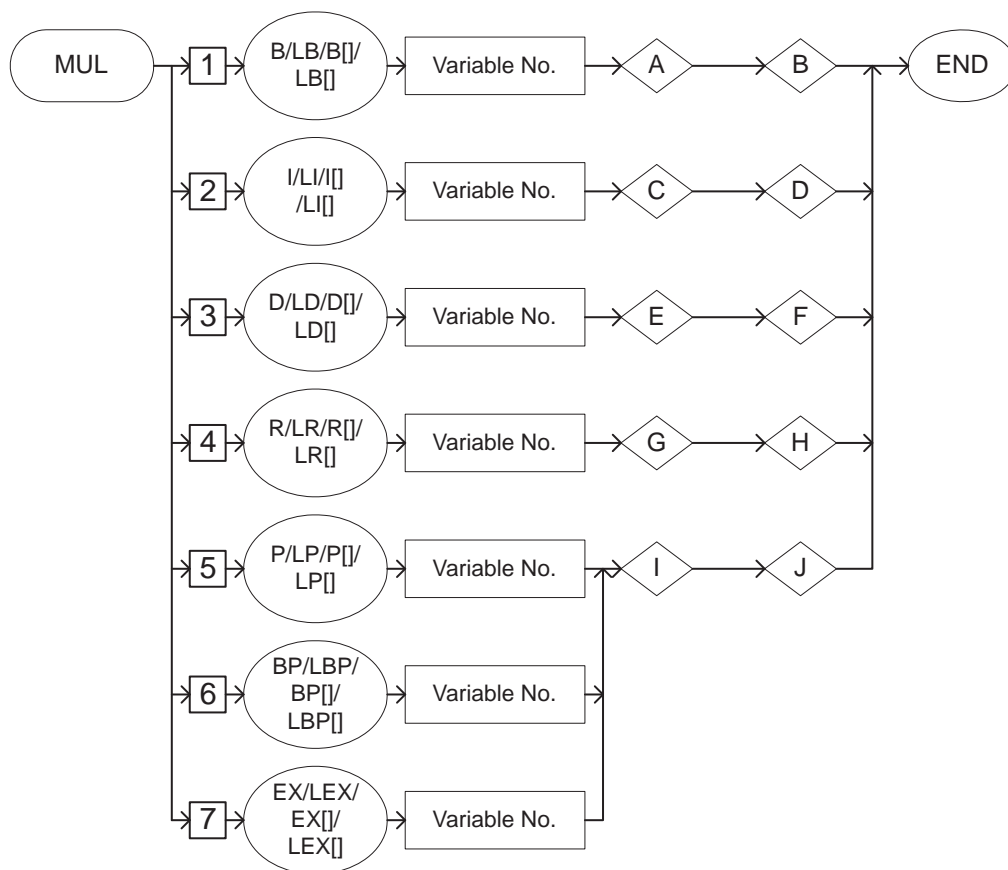 MUL
1
B/LB/B[]/
LB[]
Variable No.
A
B
END
2
I/LI/I[]
/LI[]
Variable No.
C
D
3
D/LD/D[]/
LD[]
Variable No.
E
F
4
R/LR/R[]/
LR[]
Variable No.
G
H
5
P/LP/P[]/
LP[]
Variable No.
I
J
6
BP/LBP/
BP[]/
LBP[]
Variable No.
7
EX/LEX/
EX[]/
LEX[]
Variable No.